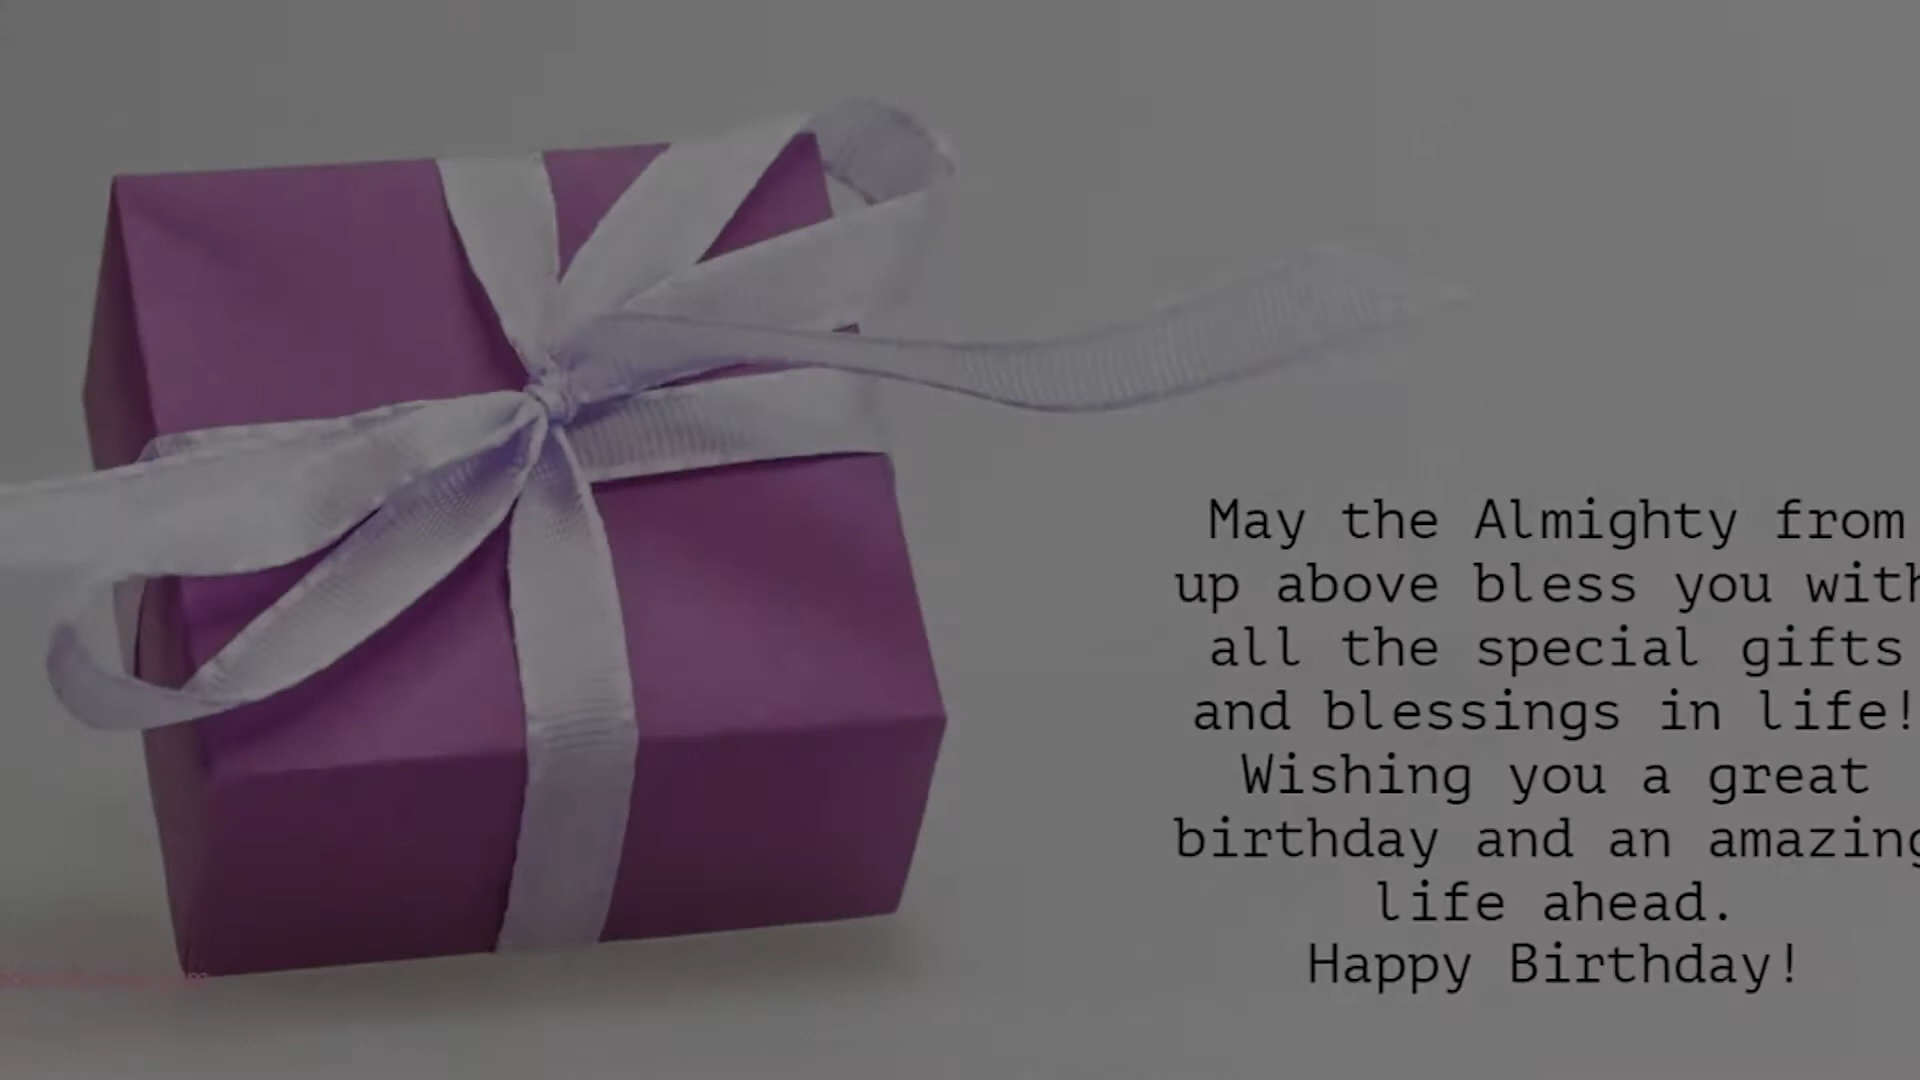 May the Almighty from
up above bless you with
all the special gifts
and blessings in life!
Wishing you a great
birthday and an amazing
life ahead.
Happy Birthday!